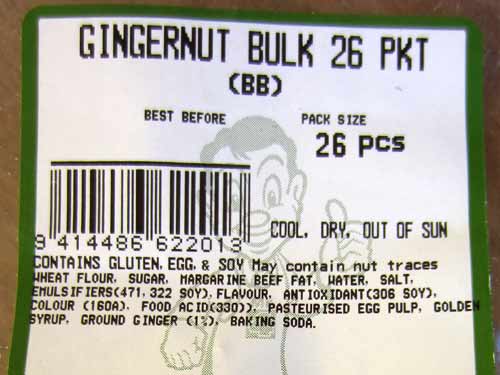 GINGERNUT BULK 26 PKT
(BB)
BEST BEFORE PACK SIZE
26 pcs
COOL, DRY, OUT OF SUN
9 414486 622013
CONTAINS GLUTEN, EGG, & SOY May contain nut traces
WHEAT FLOUR, SUGAR, MARGARINE BEEF FAT, WATER, SALT,
EMULSIFIERS(471, 322 SOY), FLAVOUR, ANTIOXIDANT(306 SOY),
COLOUR (160A), FOOD ACID(330)), PASTEURISED EGG PULP, GOLDEN
SYRUP, GROUND GINGER (1%), BAKING SODA.